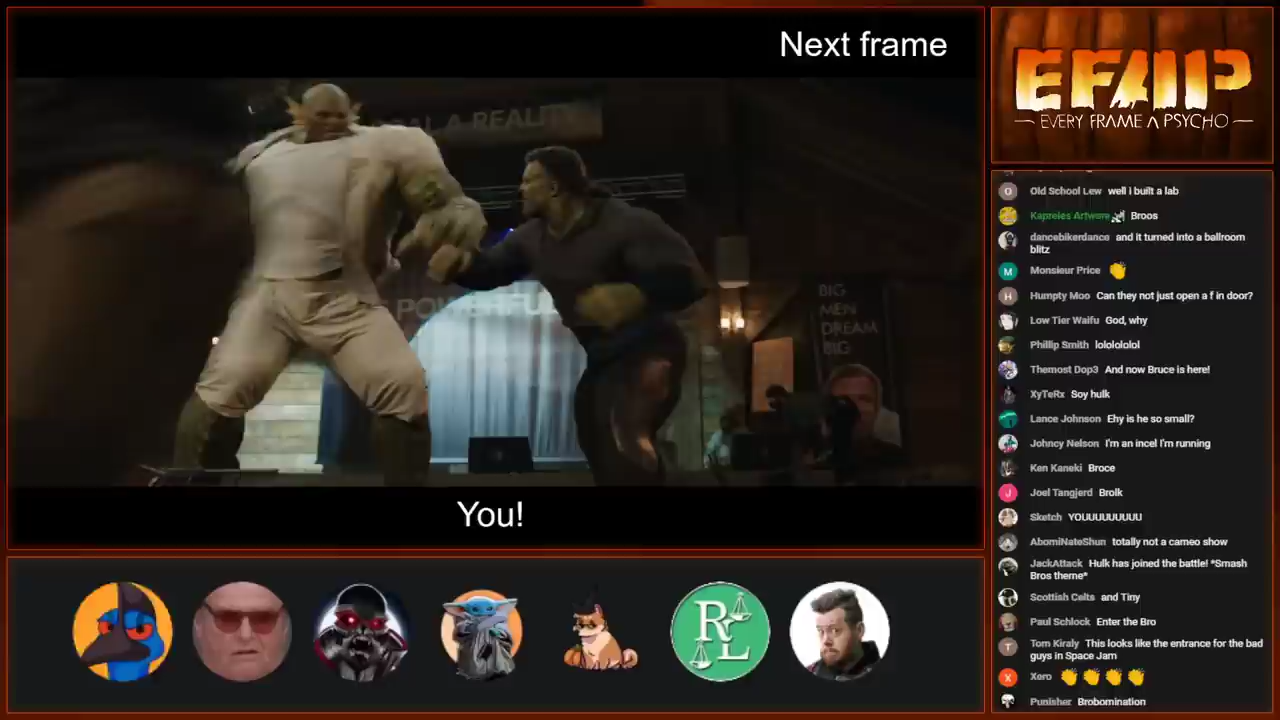 Next frame
A REALITY
POWERFUL
BIG
MEN
DREAM
BIG
You!
EFAP
EVERY FRAME A PSYCHO
Old School Lew well i built a lab
Kapreles Artwork Broos
dancebikerdance and it turned into a ballroom
blitz
M Monsieur Price 👏
H Humpty Moo Can they not just open a f in door?
Low Tier Waifu God, why
Phillip Smith lolololol
Themost Dop3 And now Bruce is here!
XyTeRx Soy hulk
Lance Johnson Ehy is he so small?
Johncy Nelson I'm an incel I'm running
Ken Kaneki Broce
J Joel Tangjerd Brolk
Sketch YOUUUUUUUUU
AbomiNateShun totally not a cameo show
JackAttack Hulk has joined the battle! *Smash
Bros theme*
Scottish Celts and Tiny
Paul Schlock Enter the Bro
T Tom Kiraly This looks like the entrance for the bad
guys in Space Jam
X Xero 👏👏👏👏
Punisher Brobomination
RL